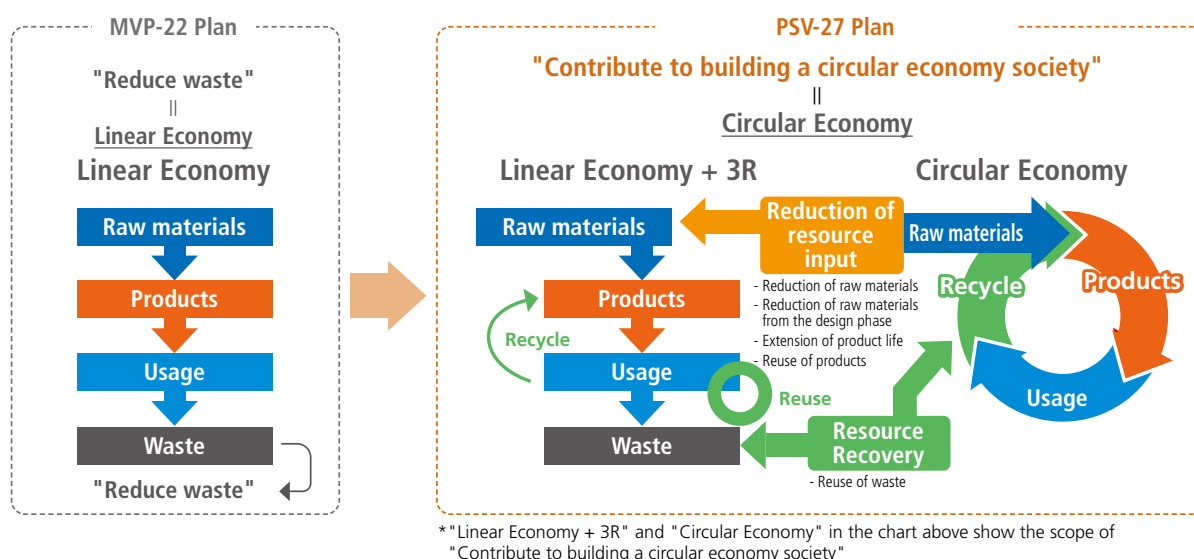 MVP-22 Plan
"Reduce waste"
=
Linear Economy
Linear Economy
Raw materials
Products
Usage
Waste
"Reduce waste"
PSV-27 Plan
"Contribute to building a circular economy society"
=
Circular Economy
Linear Economy + 3R
Raw materials
Products
Usage
Waste
Recycle
Reuse
Reduction of
resource
input
- Reduction of raw materials
- Reduction of raw materials
from the design phase
- Extension of product life
- Reuse of products
Resource
Recovery
- Reuse of waste
Circular Economy
Raw materials
Recycle
Products
Usage
* "Linear Economy + 3R" and "Circular Economy" in the chart above show the scope of
"Contribute to building a circular economy society"